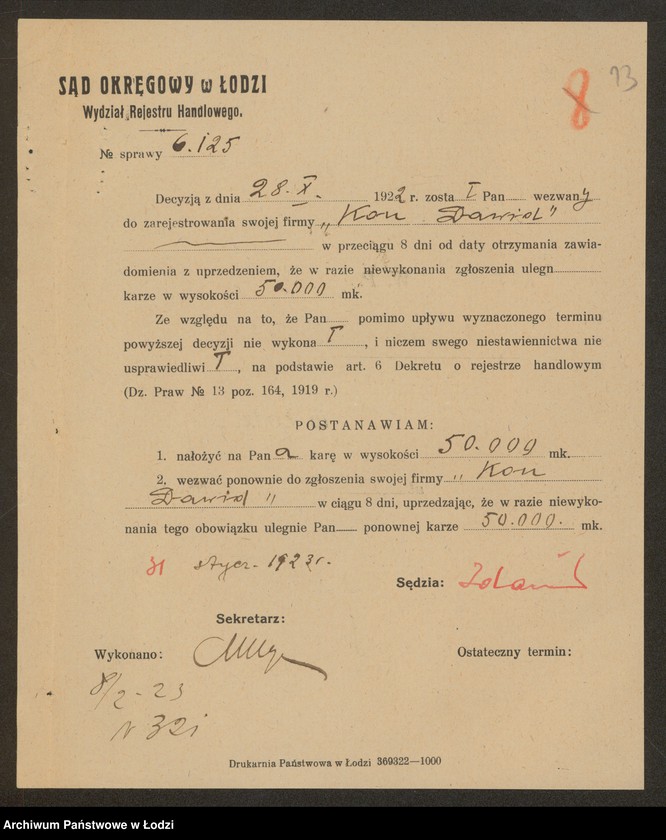 8 13
SĄD OKRĘGOWY w ŁODZI
Wydział Rejestru Handlowego.
№ sprawy 6.125
Decyzją z dnia 28.X. 1922 r. zosta ł Pan wezwany
do zarejestrowania swojej firmy „Kon Dawid”
w przeciągu 8 dni od daty otrzymania zawia-
domienia z uprzedzeniem, że w razie niewykonania zgłoszenia ulegn
karze w wysokości 50.000 mk.
Ze względu na to, że Pan pomimo upływu wyznaczonego terminu
powyższej decyzji nie wykona ł, i niczem swego niestawiennictwa nie
usprawiedliwi ł, na podstawie art. 6 Dekretu o rejestrze handlowym
(Dz. Praw № 13 poz. 164, 1919 r.)
POSTANAWIAM:
1. nałożyć na Pana karę w wysokości 50.000 mk.
2. wezwać ponownie do zgłoszenia swojej firmy „Kon
Dawid” w ciągu 8 dni, uprzedzając, że w razie niewyko-
nania tego obowiązku ulegnie Pan ponownej karze 50.000. mk.
31 stycz. 1923 r.
Sędzia:
Sekretarz:
Wykonano: Ostateczny termin:
8/2-23
N 321
Drukarnia Państwowa w Łodzi 369322—1000
Archiwum Państwowe w Łodzi